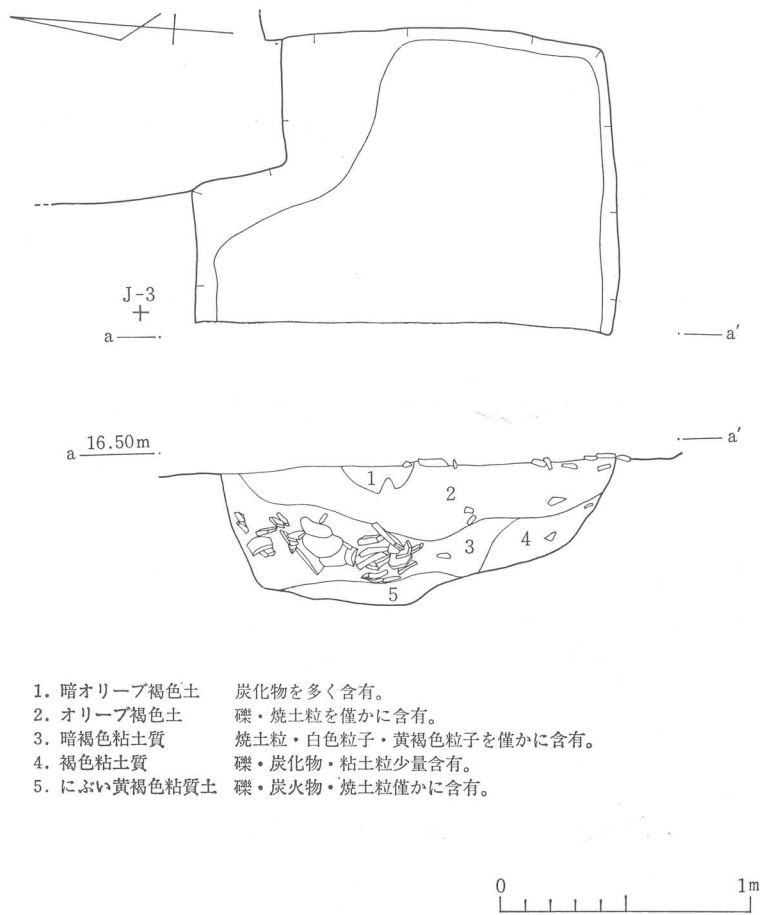 J-3
a a′
a 16.50m a′
1
2
3
4
5
1. 暗オリーブ褐色土 炭化物を多く含有。
2. オリーブ褐色土 礫・焼土粒を僅かに含有。
3. 暗褐色粘土質 焼土粒・白色粒子・黄褐色粒子を僅かに含有。
4. 褐色粘土質 礫・炭化物・粘土粒少量含有。
5. にぶい黄褐色粘質土 礫・炭火物・焼土粒僅かに含有。
0 1m